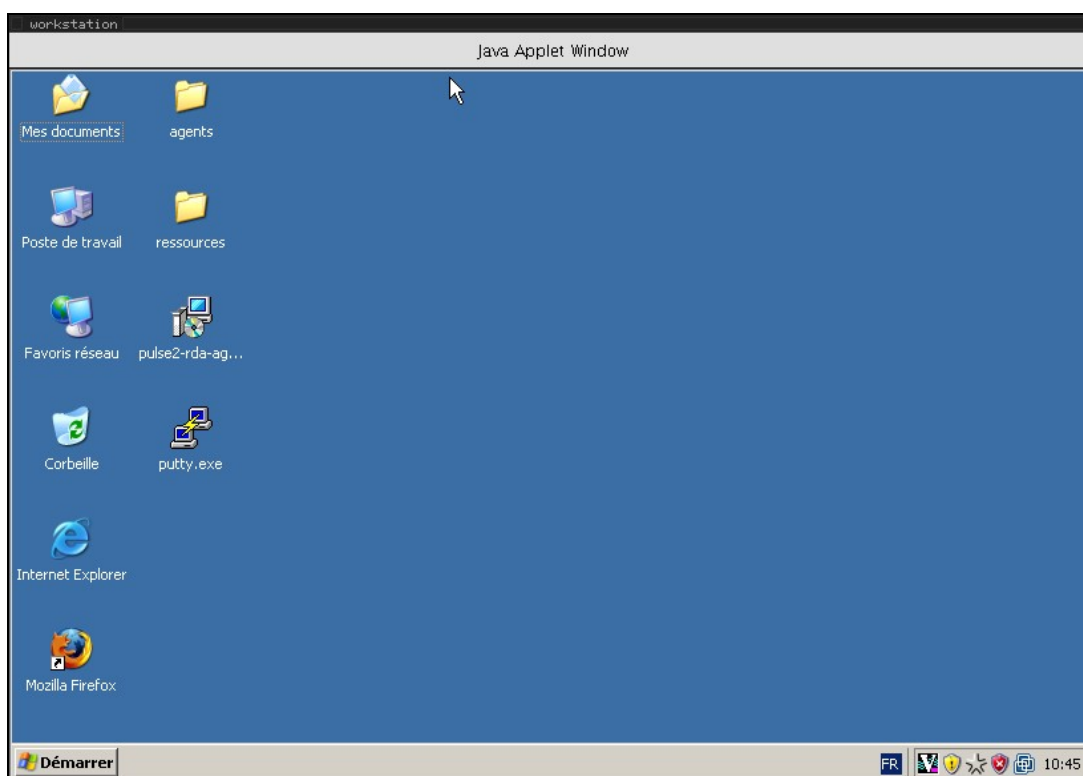 workstation
Java Applet Window
Mes documents
agents
Poste de travail
ressources
Favoris réseau
pulse2-rda-ag...
Corbeille
putty.exe
Internet Explorer
Mozilla Firefox
Démarrer
FR
10:45